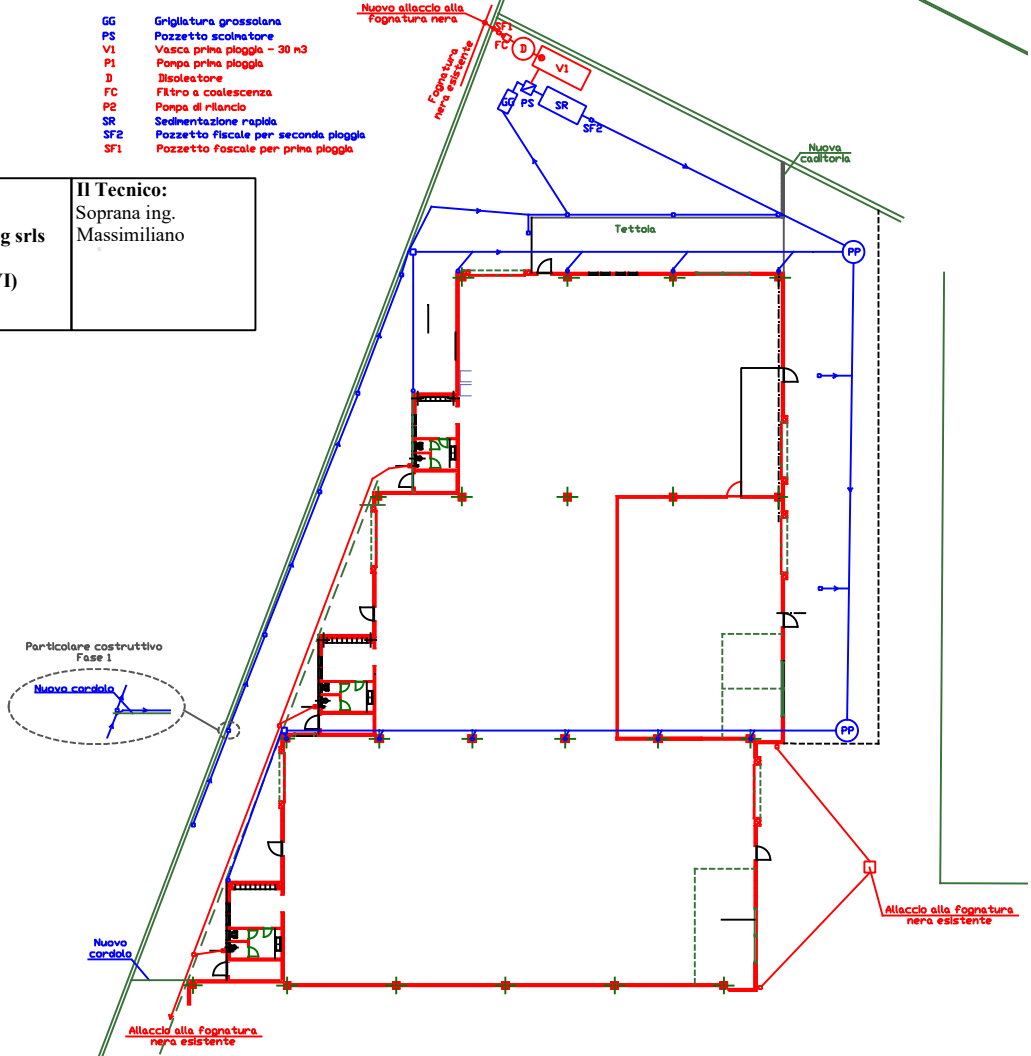 GG Grigliatura grossolana
PS Pozzetto scolmatore
V1 Vasca prima pioggia - 30 m3
P1 Pompa prima pioggia
D Disoleatore
FC Filtro a coalescenza
P2 Pompa di rilancio
SR Sedimentazione rapida
SF2 Pozzetto fiscale per seconda pioggia
SF1 Pozzetto foscale per prima pioggia
Nuovo allaccio alla
fognatura nera
SF1
FC
D
V1
Fognatura
nera esistente
GG
PS
SR
SF2
Nuova
caditoria
g srls
VI)
Il Tecnico:
Soprana ing.
Massimiliano
Tettoia
PP
Particolare costruttivo
Fase 1
Nuovo cordolo
PP
Allaccio alla fognatura
nera esistente
Nuovo
cordolo
Allaccio alla fognatura
nera esistente